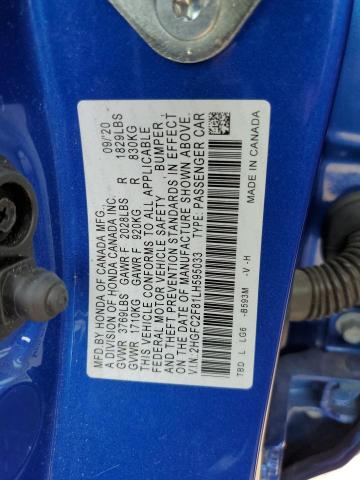 MFD.BY HONDA OF CANADA MFG. 09/20
A DIVISION OF HONDA CANADA INC.
GVWR 3769LBS GAWR F 2028LBS R 1829LBS
GVWR 1710KG GAWR F 920KG R 830KG
THIS VEHICLE CONFORMS TO ALL APPLICABLE
FEDERAL MOTOR VEHICLE SAFETY , BUMPER,
THEFT PREVENTION STANDARDS IN EFFECT
ON THE DATE OF MANUFACTURE SHOWN ABOVE.
V.I.N. 2HGFC2F81LH595033 TYPE: PASSENGER CAR
TBD L LG6 -B593M -V-H MADE IN CANADA